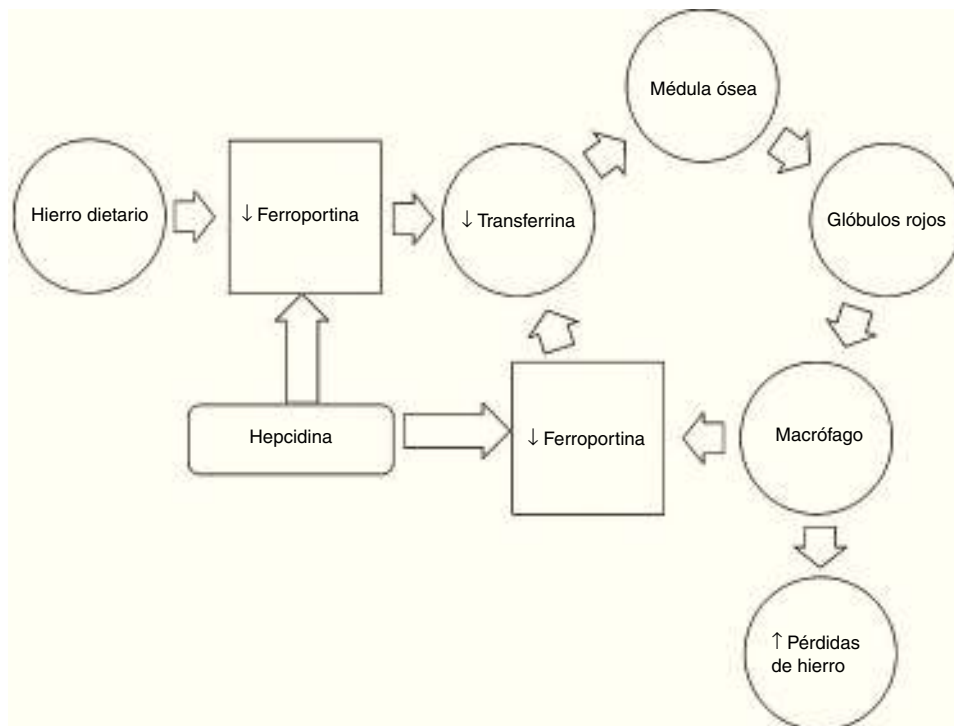 Médula ósea
Hierro dietario
↓ Ferroportina
↓ Transferrina
Glóbulos rojos
Hepcidina
↓ Ferroportina
Macrófago
↑ Pérdidas
de hierro